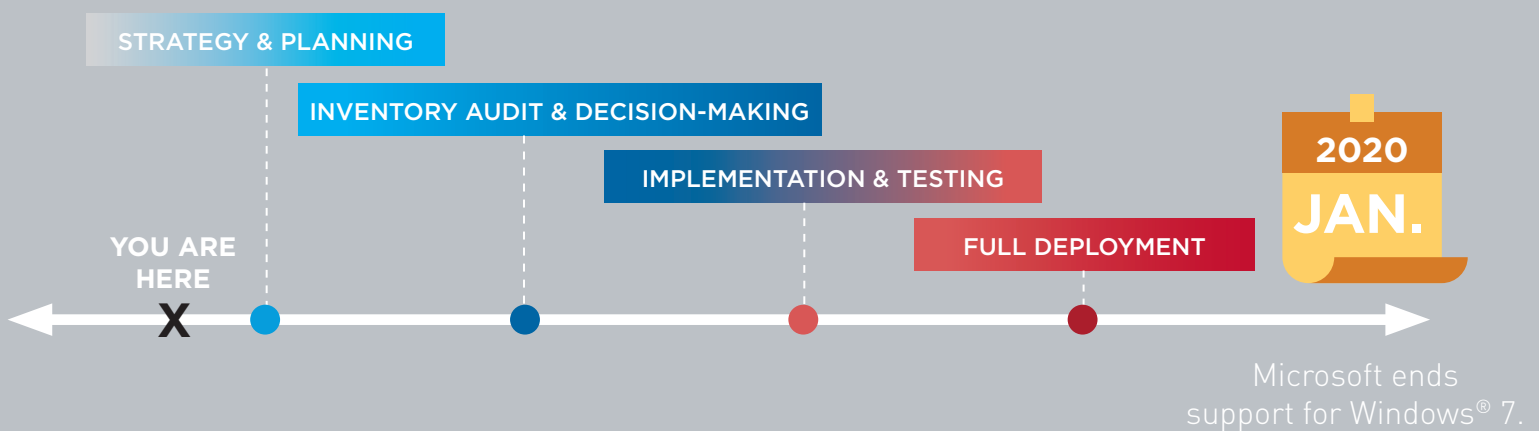 STRATEGY & PLANNING
INVENTORY AUDIT & DECISION-MAKING
IMPLEMENTATION & TESTING
FULL DEPLOYMENT
2020
JAN.
YOU ARE
HERE
X
Microsoft ends
support for Windows® 7.